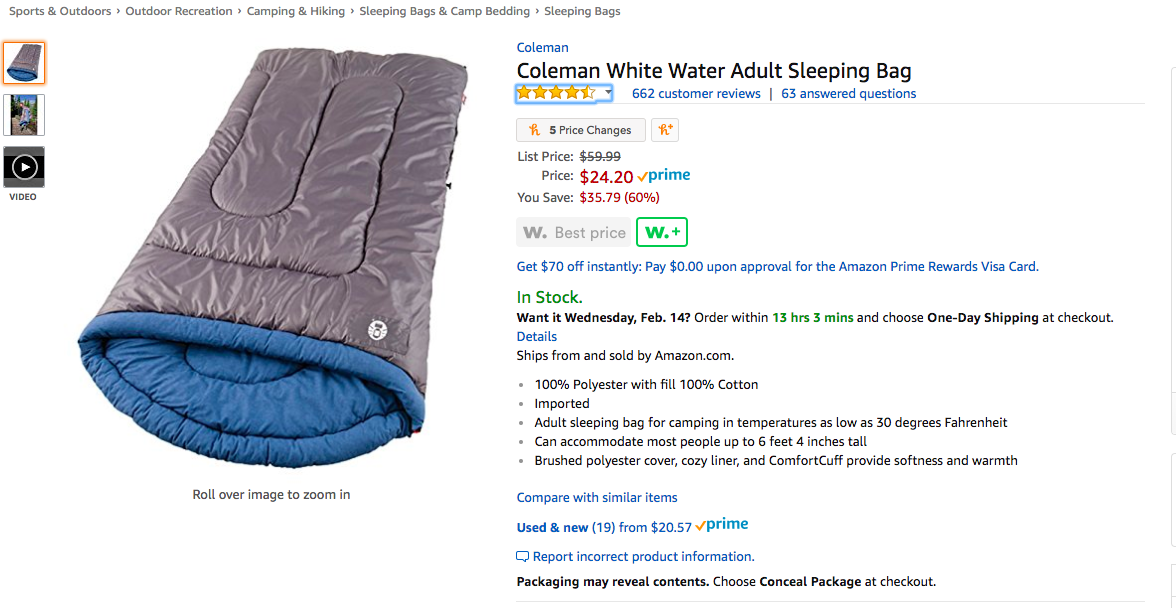 Sports & Outdoors › Outdoor Recreation › Camping & Hiking › Sleeping Bags & Camp Bedding › Sleeping Bags
VIDEO
Roll over image to zoom in
Coleman
Coleman White Water Adult Sleeping Bag
662 customer reviews | 63 answered questions
5 Price Changes
List Price: $59.99
Price: $24.20 prime
You Save: $35.79 (60%)
W. Best price W.+
Get $70 off instantly: Pay $0.00 upon approval for the Amazon Prime Rewards Visa Card.
In Stock.
Want it Wednesday, Feb. 14? Order within 13 hrs 3 mins and choose One-Day Shipping at checkout.
Details
Ships from and sold by Amazon.com.
• 100% Polyester with fill 100% Cotton
• Imported
• Adult sleeping bag for camping in temperatures as low as 30 degrees Fahrenheit
• Can accommodate most people up to 6 feet 4 inches tall
• Brushed polyester cover, cozy liner, and ComfortCuff provide softness and warmth
Compare with similar items
Used & new (19) from $20.57 prime
Report incorrect product information.
Packaging may reveal contents. Choose Conceal Package at checkout.